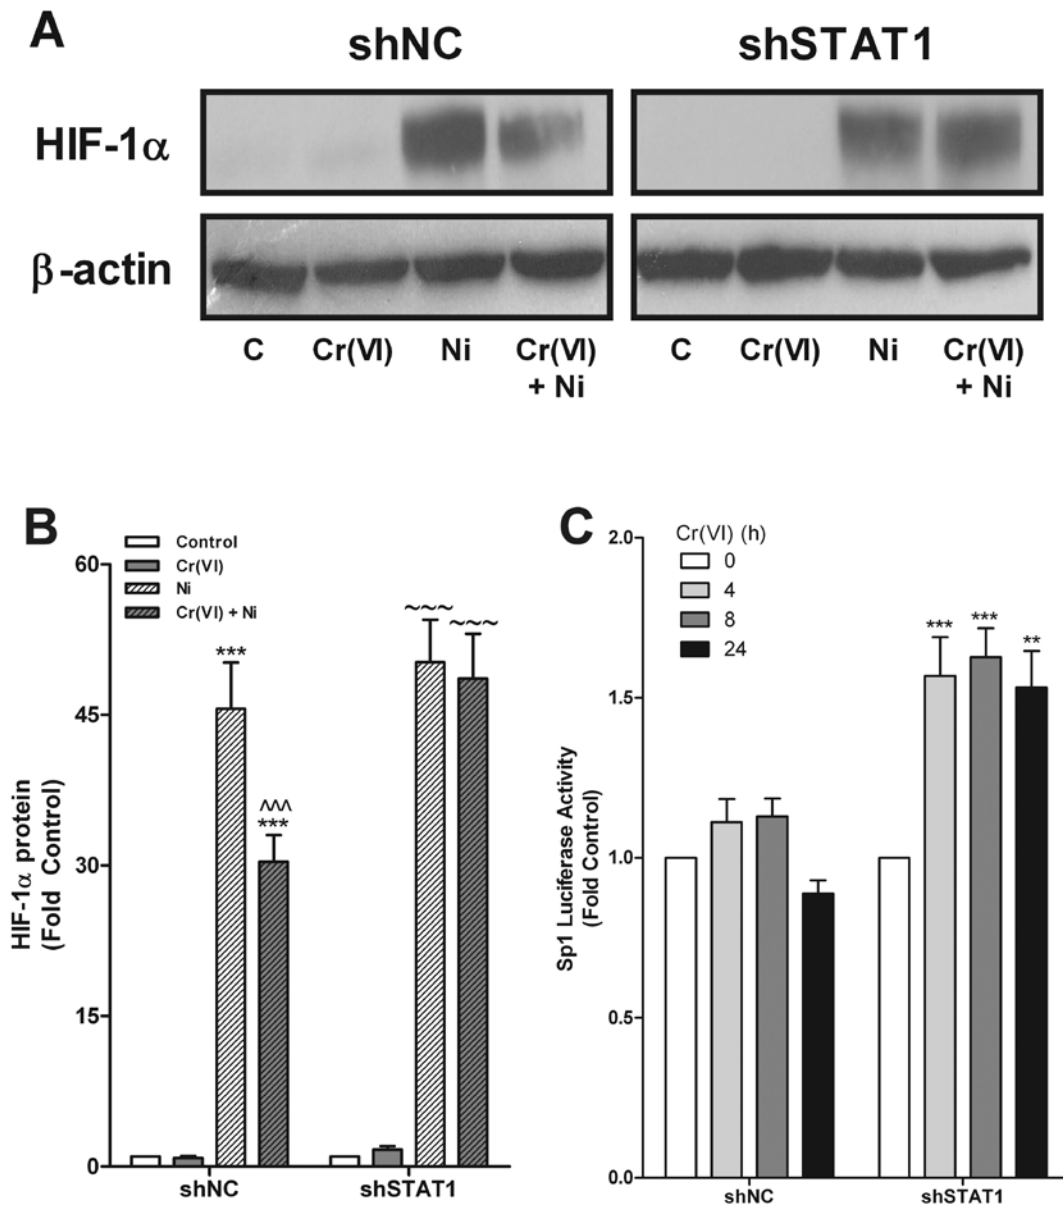 A
shNC
shSTAT1
HIF-1α
β-actin
C
Cr(VI)
Ni
Cr(VI)
+ Ni
C
Cr(VI)
Ni
Cr(VI)
+ Ni
B
Control
Cr(VI)
Ni
Cr(VI) + Ni
HIF-1α protein
(Fold Control)
60
45
30
15
0
***
^^^
***
~~~
~~~
shNC
shSTAT1
C
Cr(VI) (h)
0
4
8
24
Sp1 Luciferase Activity
(Fold Control)
2.0
1.5
1.0
0.5
0.0
***
***
**
shNC
shSTAT1